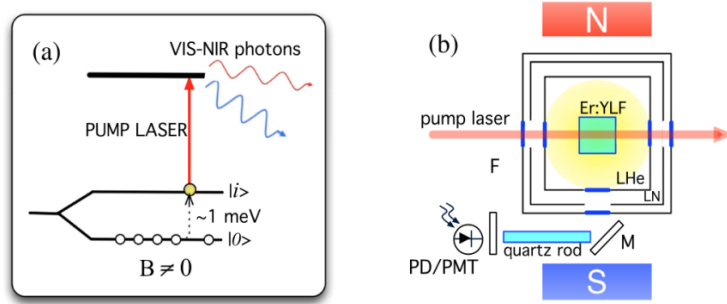 (a)
VIS-NIR photons
PUMP LASER
|i>
~1 meV
|0>
B ≠ 0
(b)
N
Er:YLF
pump laser
F
LHe
LN
M
quartz rod
PD/PMT
S